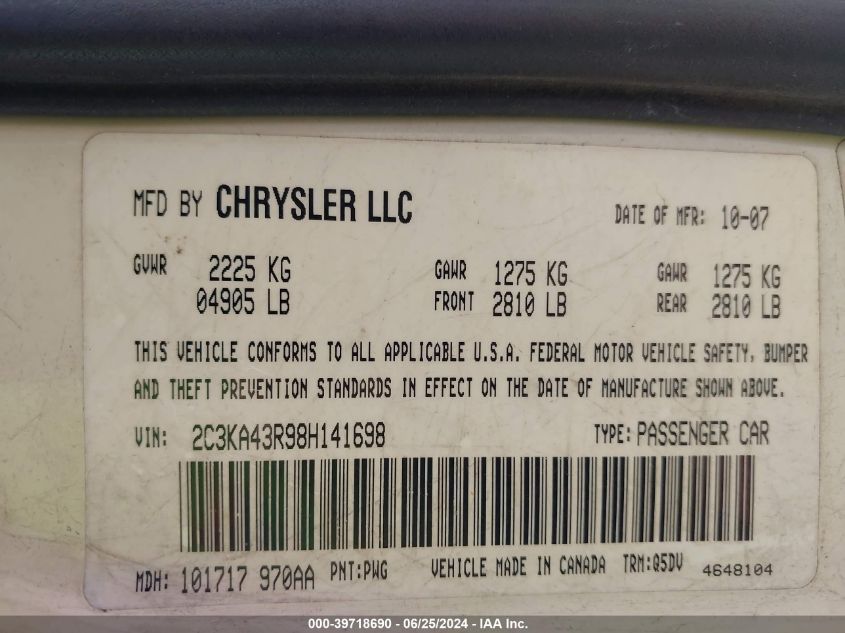 MFD BY CHRYSLER LLC DATE OF MFR: 10-07
GVWR 2225 KG GAWR 1275 KG GAWR 1275 KG
04905 LB FRONT 2810 LB REAR 2810 LB
THIS VEHICLE CONFORMS TO ALL APPLICABLE U.S.A. FEDERAL MOTOR VEHICLE SAFETY, BUMPER
AND THEFT PREVENTION STANDARDS IN EFFECT ON THE DATE OF MANUFACTURE SHOWN ABOVE.
VIN: 2C3KA43R98H141698 TYPE: PASSENGER CAR
MDH: 101717 970AA PNT:PWG VEHICLE MADE IN CANADA TRM:Q5DV 4648104
000-39718690 - 06/25/2024 - IAA Inc.